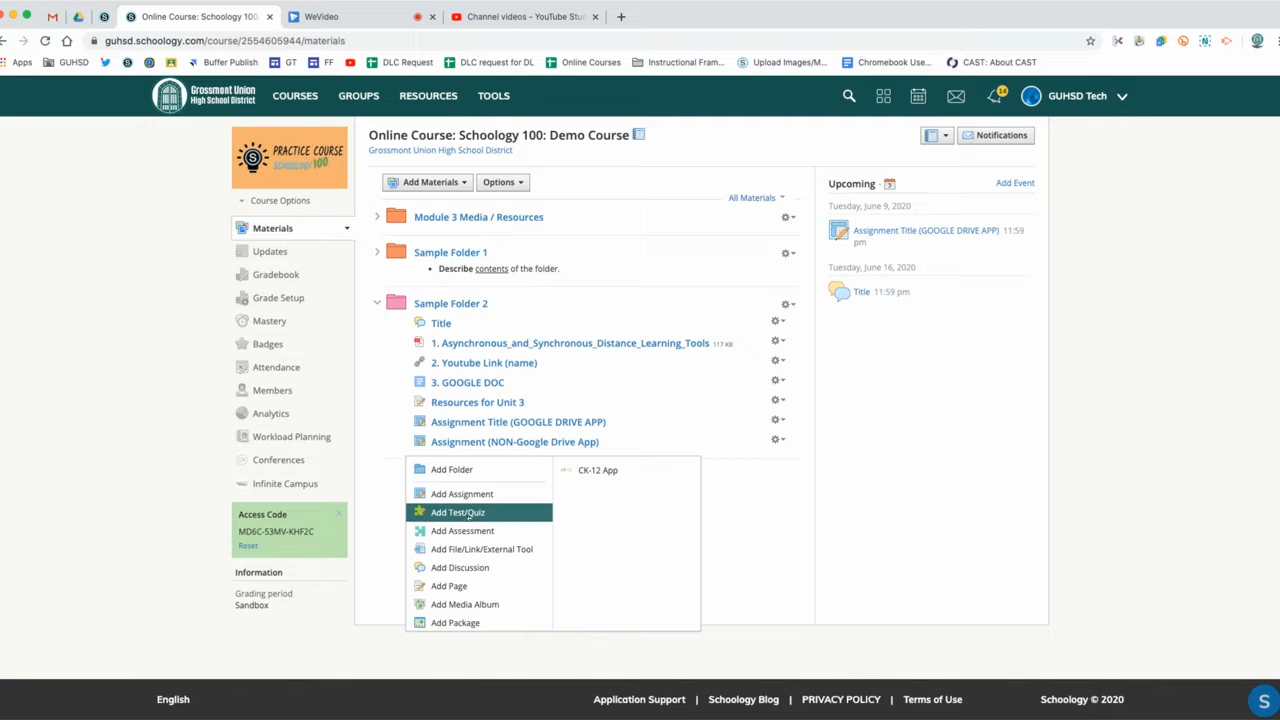 Online Course: Schoology 100:
WeVideo
Channel videos - YouTube Stu
guhsd.schoology.com/course/2554605944/materials
Apps
GUHSD
Buffer Publish
GT
FF
DLC Request
DLC request for DL
Online Courses
Instructional Fram...
Upload Images/M...
Chromebook Use...
CAST: About CAST
Grossmont Union
High School District
COURSES
GROUPS
RESOURCES
TOOLS
14
GUHSD Tech
PRACTICE COURSE
SCHOOLOGY 100
Course Options
Materials
Updates
Gradebook
Grade Setup
Mastery
Badges
Attendance
Members
Analytics
Workload Planning
Conferences
Infinite Campus
Access Code
MD6C-53MV-KHF2C
Reset
Information
Grading period
Sandbox
Online Course: Schoology 100: Demo Course
Grossmont Union High School District
Notifications
Add Materials
Options
All Materials
Module 3 Media / Resources
Sample Folder 1
• Describe contents of the folder.
Sample Folder 2
Title
1. Asynchronous_and_Synchronous_Distance_Learning_Tools 117 KB
2. Youtube Link (name)
3. GOOGLE DOC
Resources for Unit 3
Assignment Title (GOOGLE DRIVE APP)
Assignment (NON-Google Drive App)
Add Folder
Add Assignment
Add Test/Quiz
Add Assessment
Add File/Link/External Tool
Add Discussion
Add Page
Add Media Album
Add Package
CK-12 App
Upcoming ·
Add Event
Tuesday, June 9, 2020
Assignment Title (GOOGLE DRIVE APP) 11:59
pm
Tuesday, June 16, 2020
Title 11:59 pm
English
Application Support
Schoology Blog
PRIVACY POLICY
Terms of Use
Schoology © 2020
S